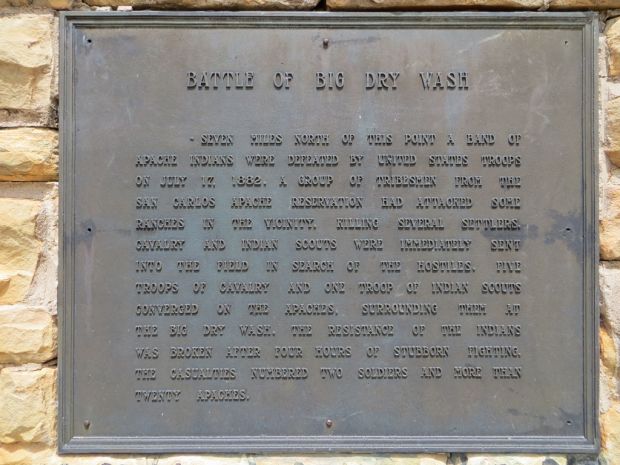 BATTLE OF BIG DRY WASH
- SEVEN MILES NORTH OF THIS POINT A BAND OF
APACHE INDIANS WERE DEFEATED BY UNITED STATES TROOPS
ON JULY 17, 1882. A GROUP OF TRIBESMEN FROM THE
SAN CARLOS APACHE RESERVATION HAD ATTACKED SOME
RANCHES IN THE VICINITY, KILLING SEVERAL SETTLERS.
CAVALRY AND INDIAN SCOUTS WERE IMMEDIATELY SENT
INTO THE FIELD IN SEARCH OF THE HOSTILES. FIVE
TROOPS OF CAVALRY AND ONE TROOP OF INDIAN SCOUTS
CONVERGED ON THE APACHES, SURROUNDING THEM AT
THE BIG DRY WASH. THE RESISTANCE OF THE INDIANS
WAS BROKEN AFTER FOUR HOURS OF STUBBORN FIGHTING.
THE CASUALTIES NUMBERED TWO SOLDIERS AND MORE THAN
TWENTY APACHES.